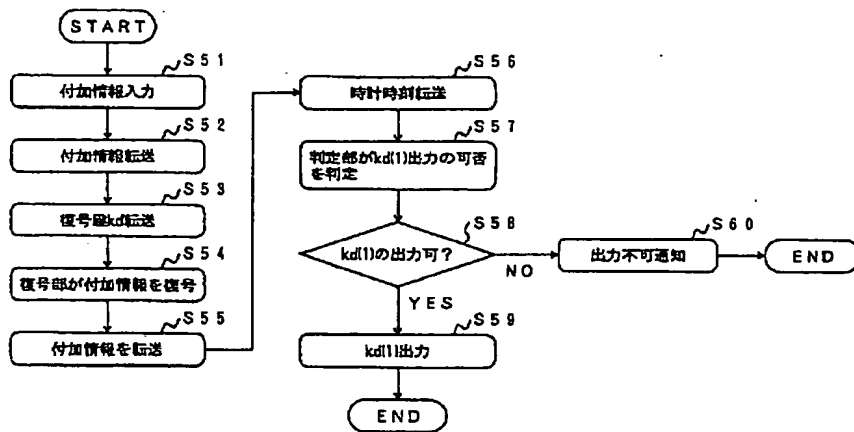 START
S51
付加情報入力
S52
付加情報転送
S53
復号鍵kd転送
S54
復号部が付加情報を復号
S55
付加情報を転送
S56
時計時刻転送
S57
判定部がkd(1)出力の可否
を判定
S58
kd(1)の出力可?
NO
YES
S59
kd(1)出力
END
S60
出力不可通知
END